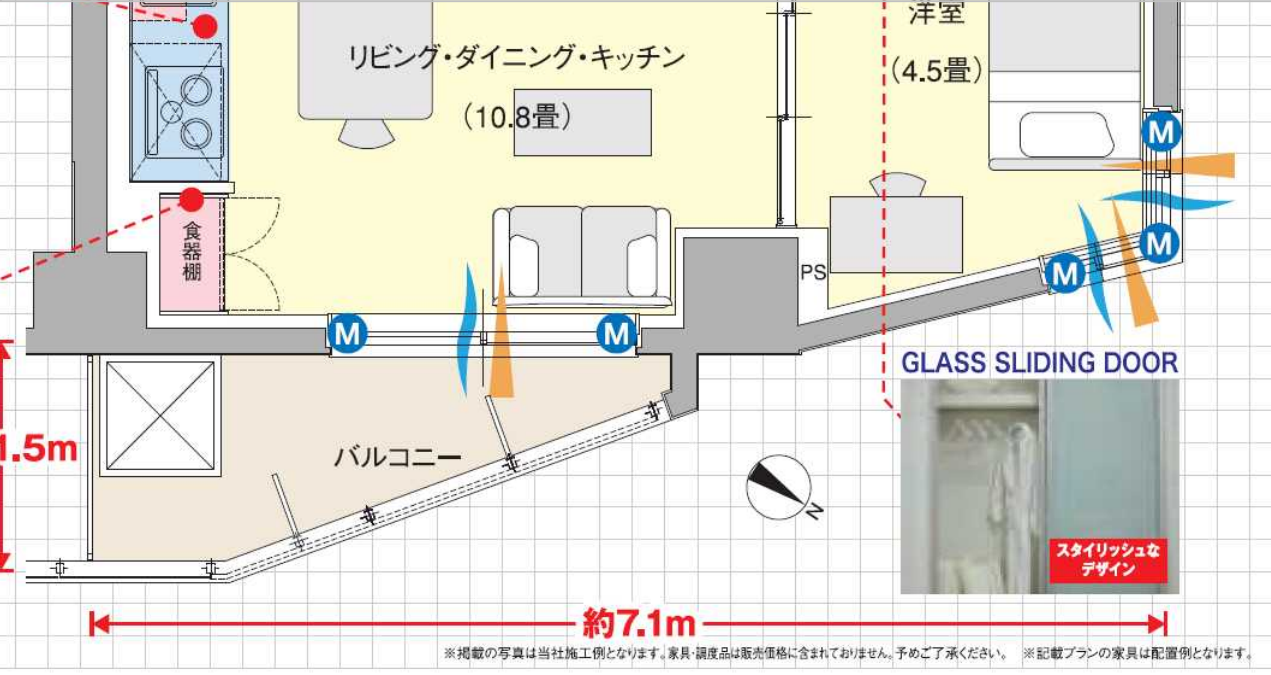 洋室
リビング・ダイニング・キッチン
(4.5畳)
(10.8畳)
M
食器棚
M
PS
M
M
M
GLASS SLIDING DOOR
1.5m
バルコニー
N
スタイリッシュな
デザイン
約7.1m
※掲載の写真は当社施工例となります。家具・調度品は販売価格に含まれておりません。予めご了承ください。 ※記載プランの家具は配置例となります。